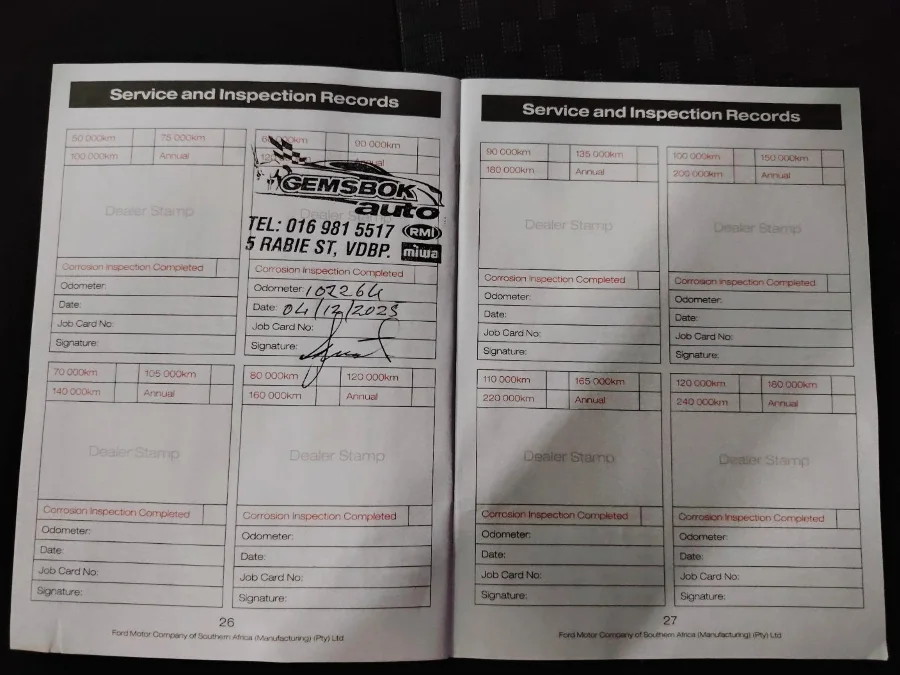 Service and Inspection Records
50 000km 75 000km
100 000km Annual
Dealer Stamp
Corrosion Inspection Completed
Odometer:
Date:
Job Card No:
Signature:
90 000km
GEMSBOK
auto
TEL: 016 981 5517 RMI
5 RABIE ST, VDBP. miwa
Corrosion Inspection Completed
Odometer: 102264
Date: 04/12/2023
Job Card No:
Signature:
70 000km 105 000km
140 000km Annual
Dealer Stamp
Corrosion Inspection Completed
Odometer:
Date:
Job Card No:
Signature:
80 000km 120 000km
160 000km Annual
Dealer Stamp
Corrosion Inspection Completed
Odometer:
Date:
Job Card No:
Signature:
26
Ford Motor Company of Southern Africa (Manufacturing) (Pty) Ltd
Service and Inspection Records
90 000km 135 000km
180 000km Annual
Dealer Stamp
Corrosion Inspection Completed
Odometer:
Date:
Job Card No:
Signature:
100 000km 150 000km
200 000km Annual
Dealer Stamp
Corrosion Inspection Completed
Odometer:
Date:
Job Card No:
Signature:
110 000km 165 000km
220 000km Annual
Dealer Stamp
Corrosion Inspection Completed
Odometer:
Date:
Job Card No:
Signature:
120 000km 180 000km
240 000km Annual
Dealer Stamp
Corrosion Inspection Completed
Odometer:
Date:
Job Card No:
Signature:
27
Ford Motor Company of Southern Africa (Manufacturing) (Pty) Ltd